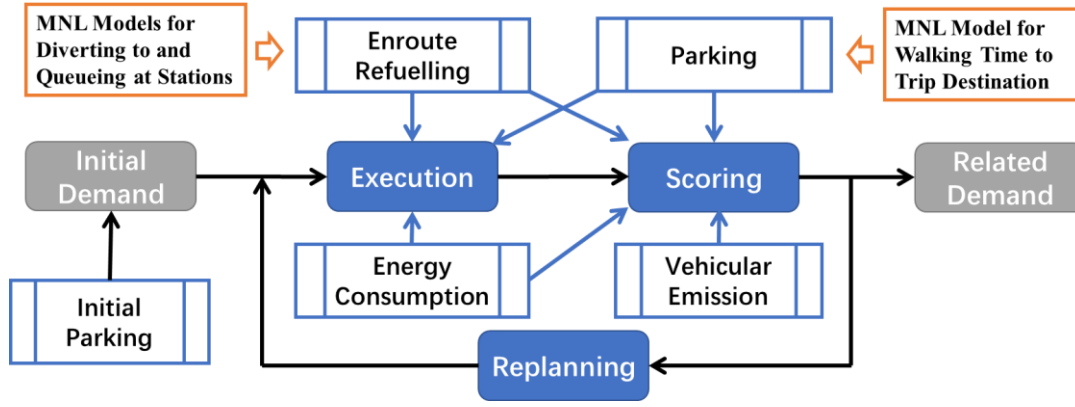 MNL Models for
Diverting to and
Queueing at Stations
Enroute
Refuelling
Parking
MNL Model for
Walking Time to
Trip Destination
Initial
Demand
Execution
Scoring
Related
Demand
Initial
Parking
Energy
Consumption
Vehicular
Emission
Replanning